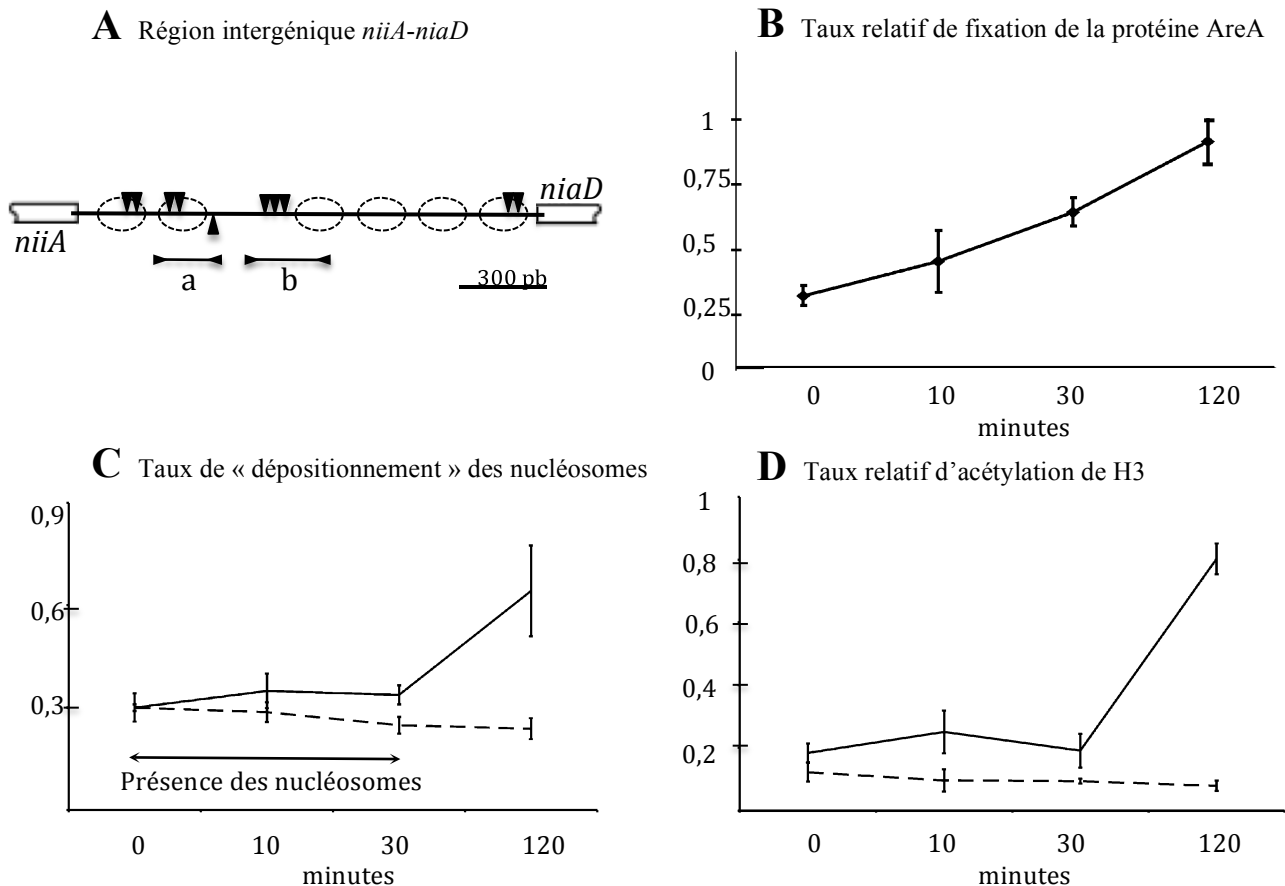 A Région intergénique niiA-niaD
niaD
niiA
a
b
300 pb
B Taux relatif de fixation de la protéine AreA
1
0,75
0,5
0,25
0
0 10 30 120
minutes
C Taux de « dépositionnement » des nucléosomes
0,9
0,6
0,3
Présence des nucléosomes
0 10 30 120
minutes
D Taux relatif d’acétylation de H3
1
0,8
0,6
0,4
0,2
0 10 30 120
minutes